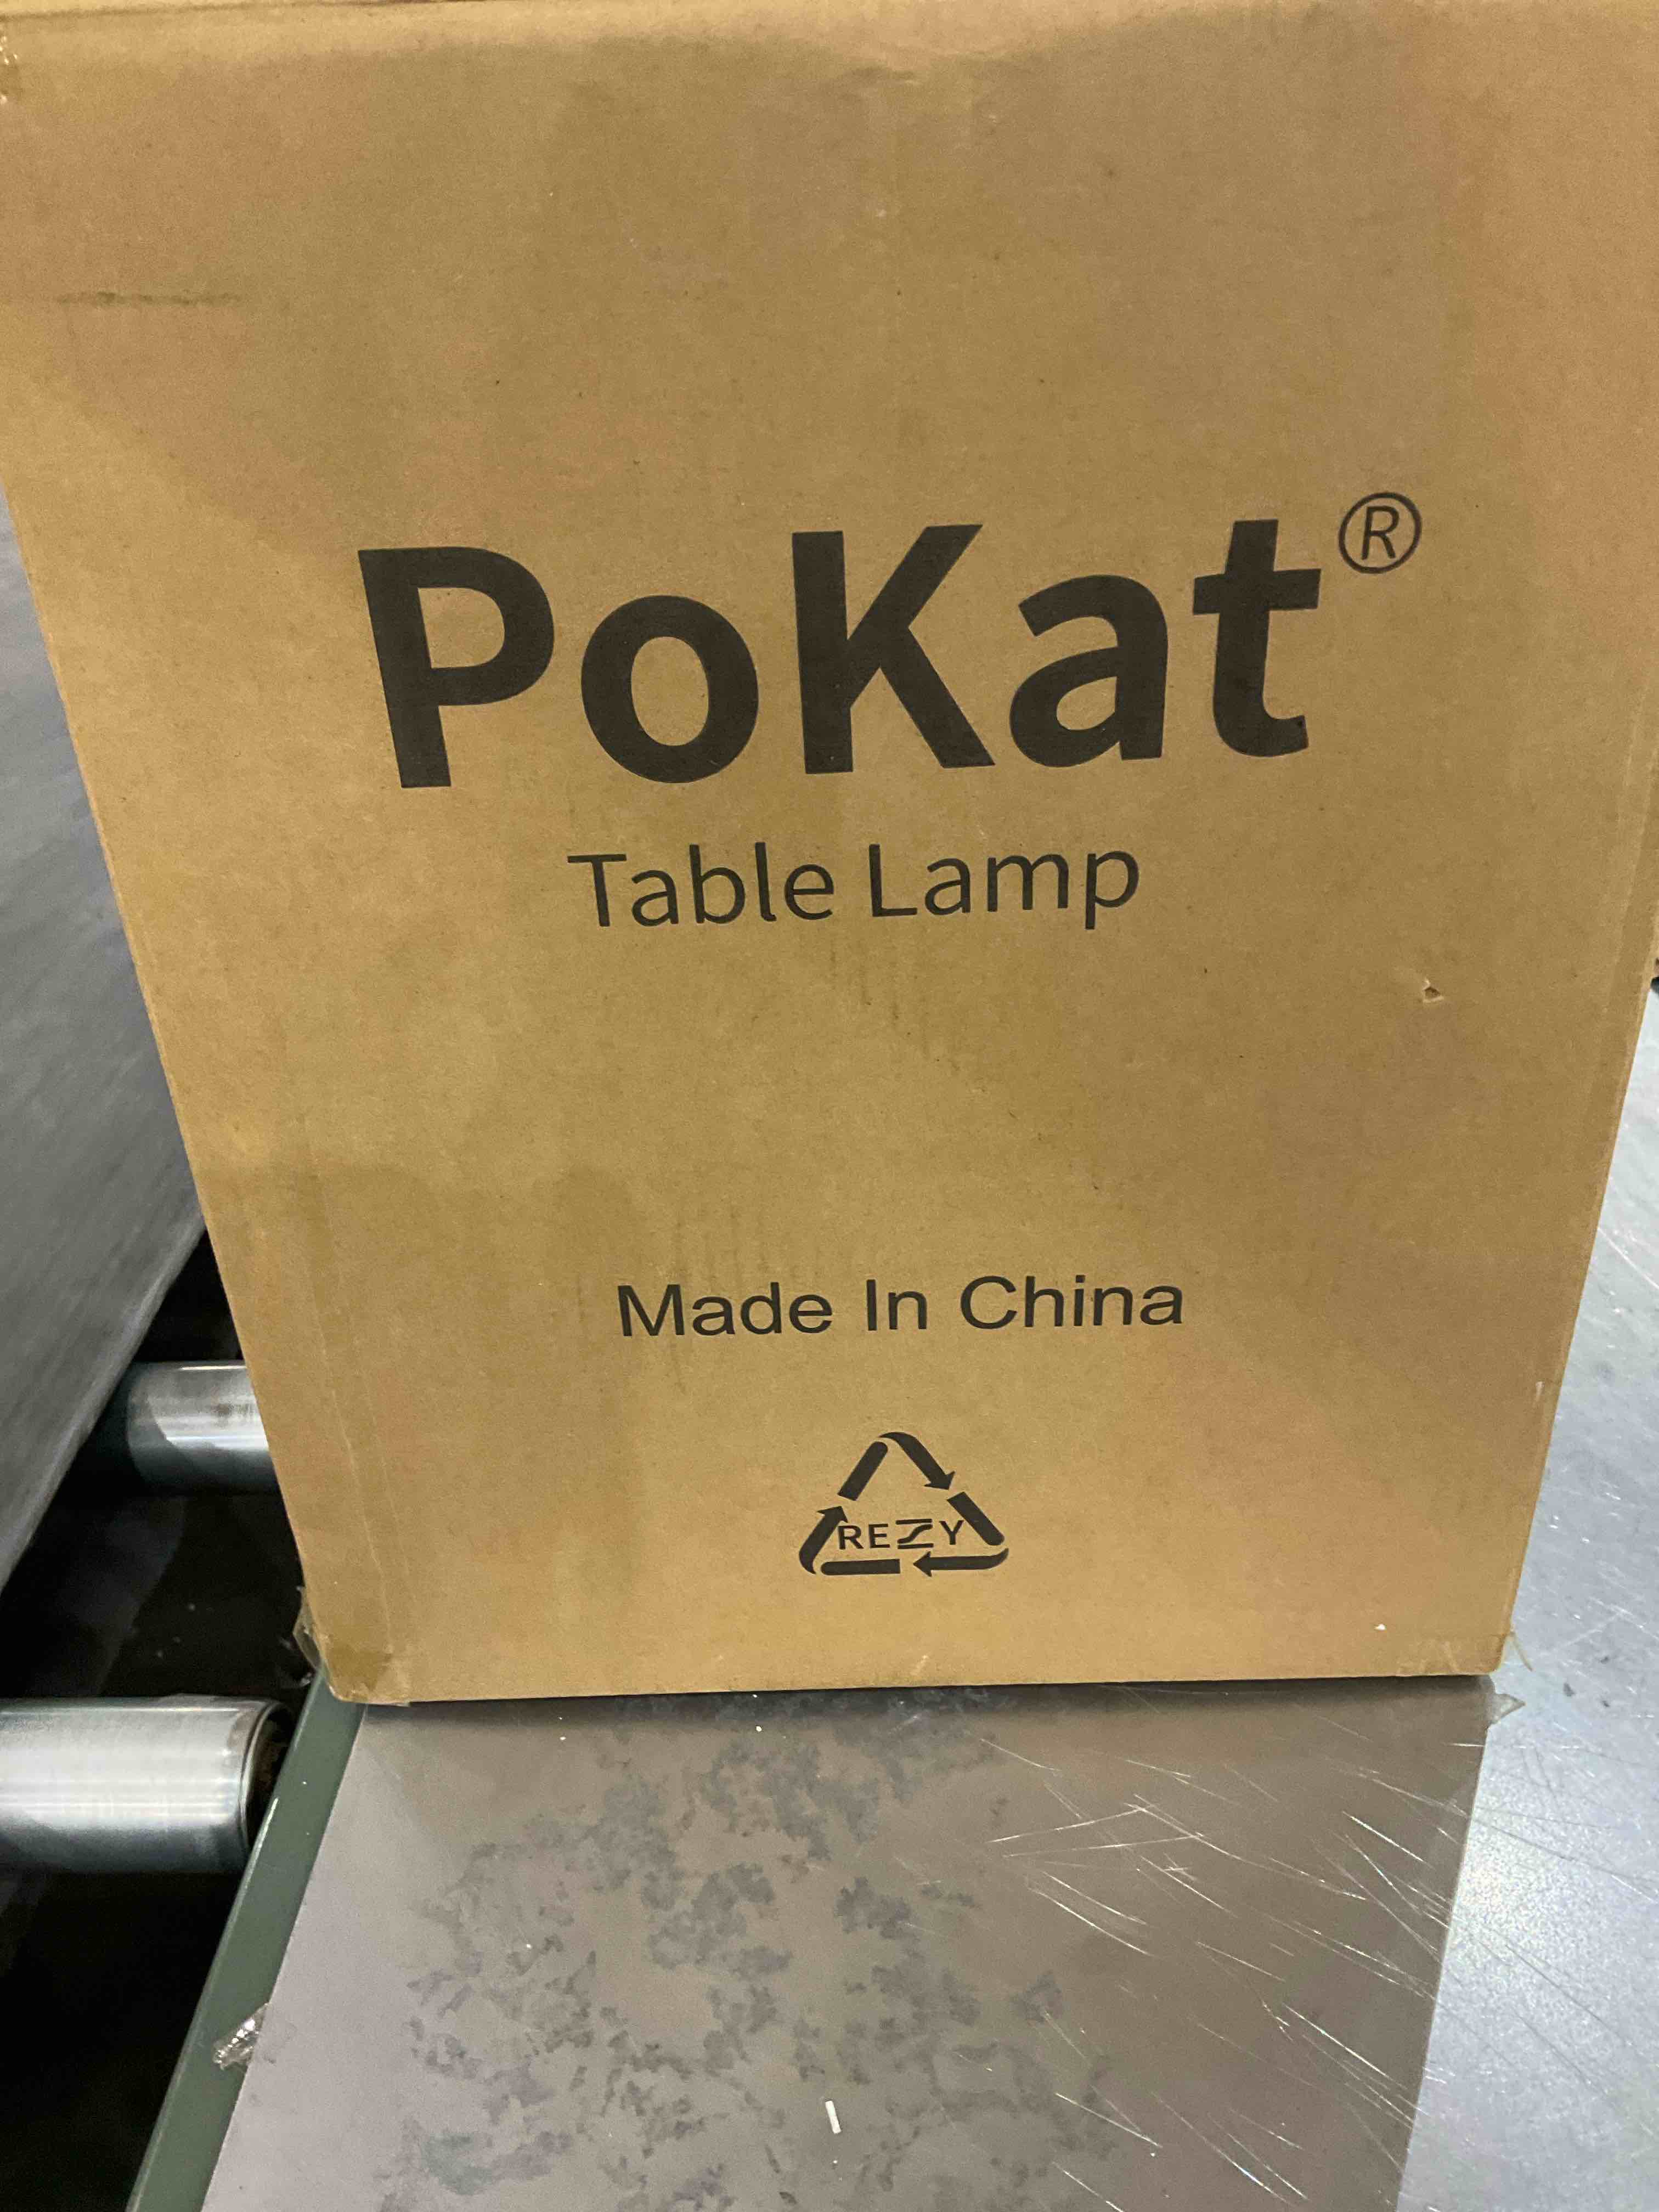 PoKat®
Table Lamp
Made In China
REZY